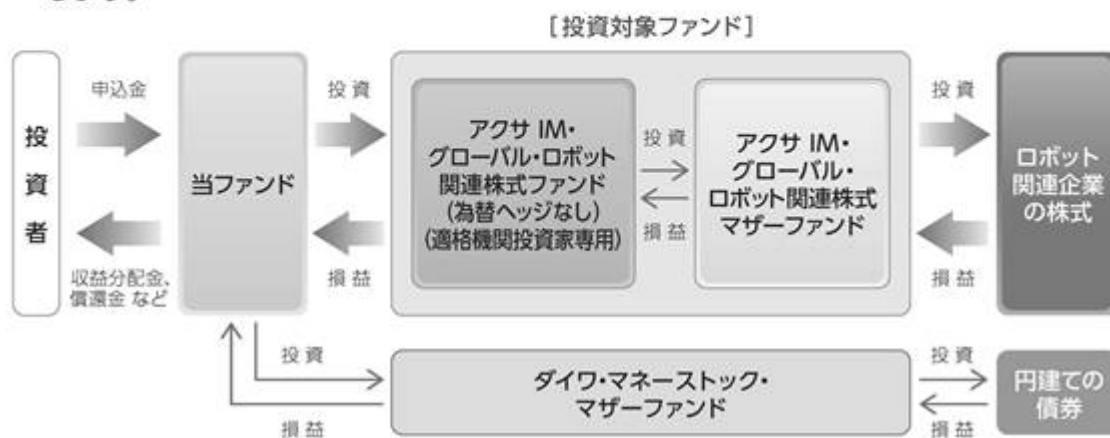 [投資対象ファンド]
投資者
申込金
収益分配金、
償還金 など
当ファンド
投資
損益
アクサ IM・
グローバル・ロボット
関連株式ファンド
(為替ヘッジなし)
(適格機関投資家専用)
投資
損益
アクサ IM・
グローバル・
ロボット関連株式
マザーファンド
投資
損益
ロボット
関連企業
の株式
投資
損益
ダイワ・マネーストック・
マザーファンド
投資
損益
円建ての
債券